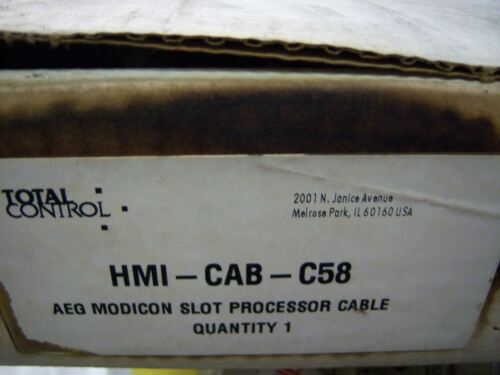 TOTAL
CONTROL
2001 N. Janice Avenue
Melrose Park, IL 60160 USA
HMI-CAB-C58
AEG MODICON SLOT PROCESSOR CABLE
QUANTITY 1